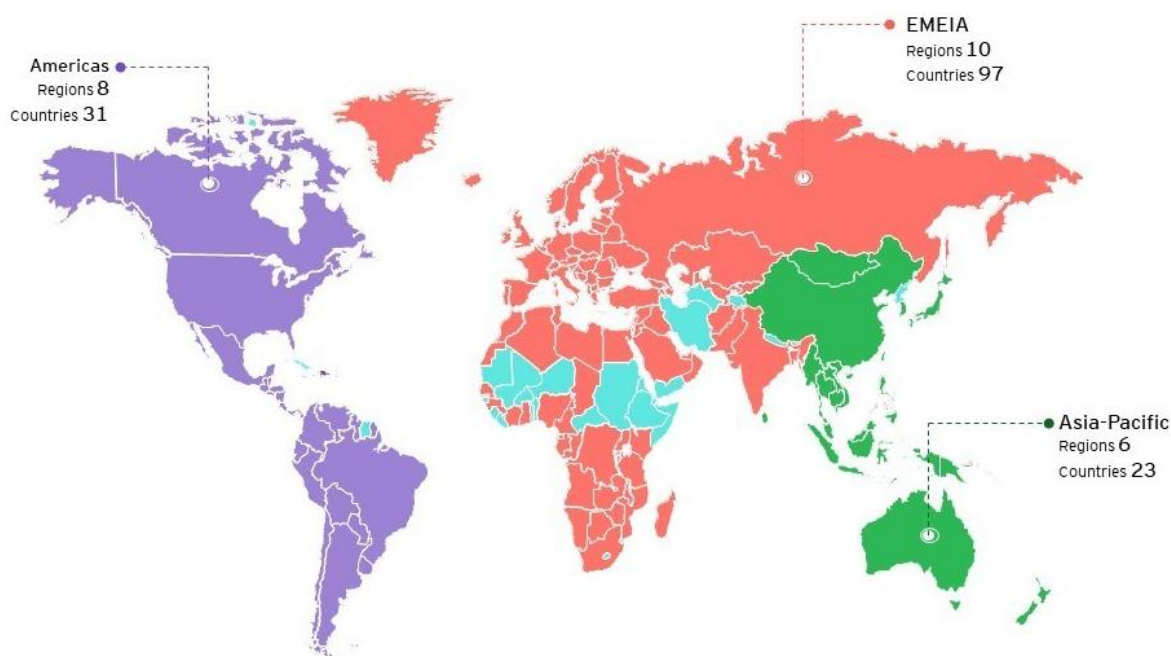 Americas
Regions 8
Countries 31
EMEIA
Regions 10
Countries 97
Asia-Pacific
Regions 6
Countries 23